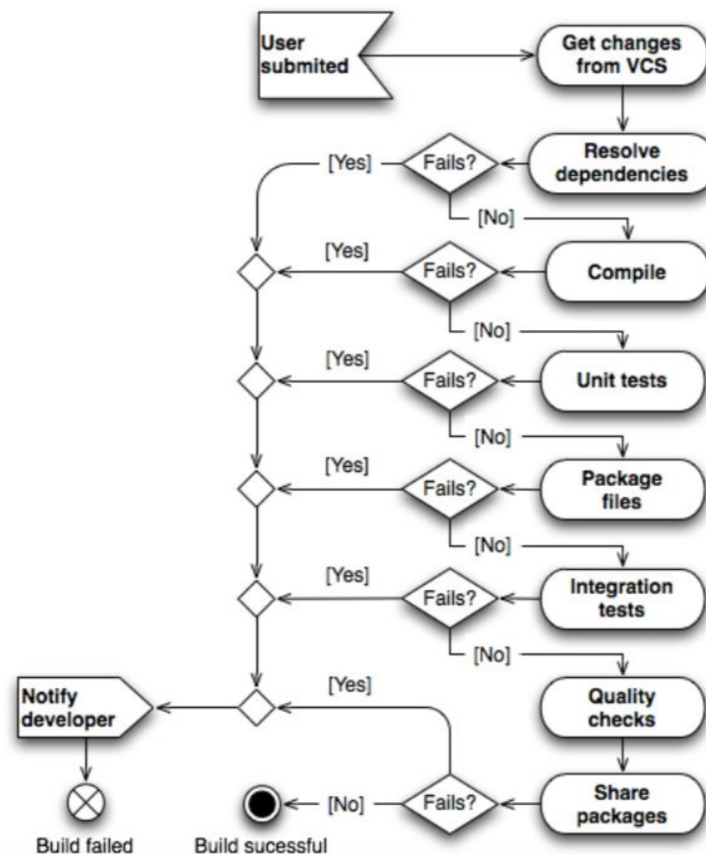 User
submited
Get changes
from VCS
[Yes]
Fails?
Resolve
dependencies
[No]
[Yes]
Fails?
Compile
[No]
[Yes]
Fails?
Unit tests
[No]
[Yes]
Fails?
Package
files
[No]
[Yes]
Fails?
Integration
tests
[No]
Notify
developer
[Yes]
Quality
checks
[No]
Fails?
Share
packages
Build failed
Build sucessful